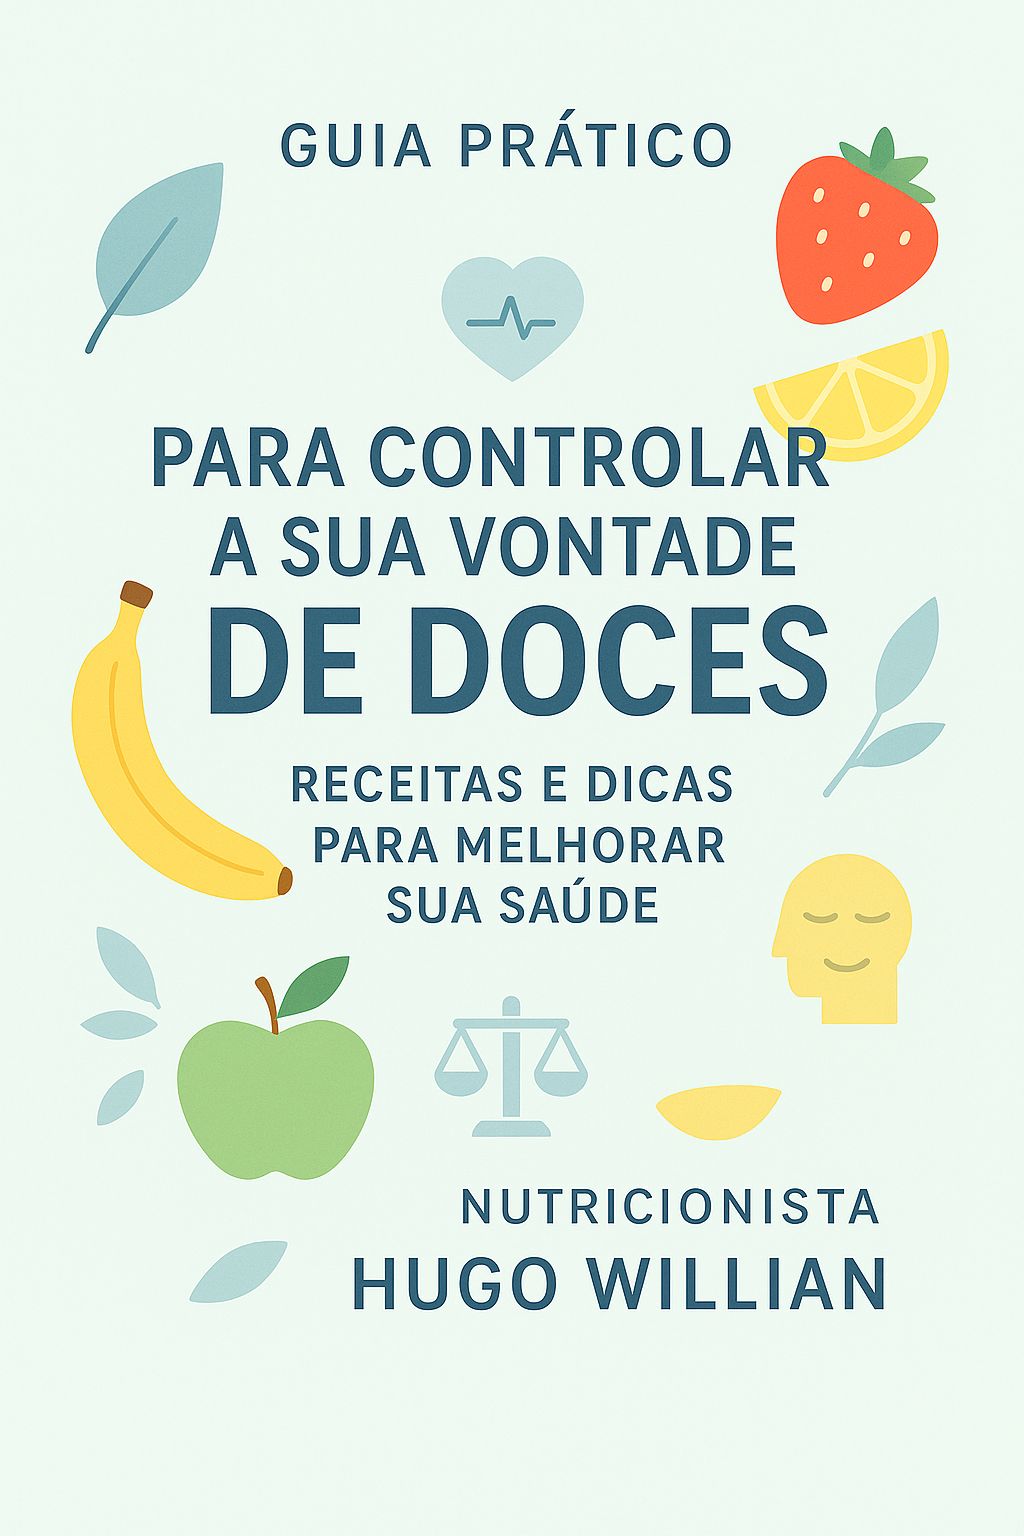 GUIA PRÁTICO
PARA CONTROLAR
A SUA VONTADE
DE DOCES
RECEITAS E DICAS
PARA MELHORAR
SUA SAÚDE
NUTRICIONISTA
HUGO WILLIAN